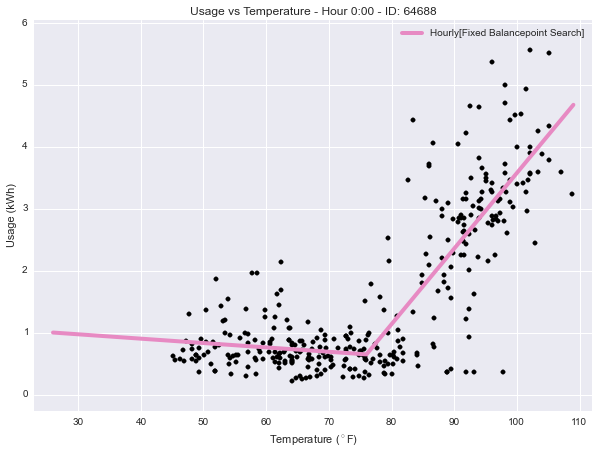 Usage vs Temperature - Hour 0:00 - ID: 64688
Hourly[Fixed Balancepoint Search]
Usage (kWh)
6
5
4
3
2
1
0
30 40 50 60 70 80 90 100 110
Temperature (°F)